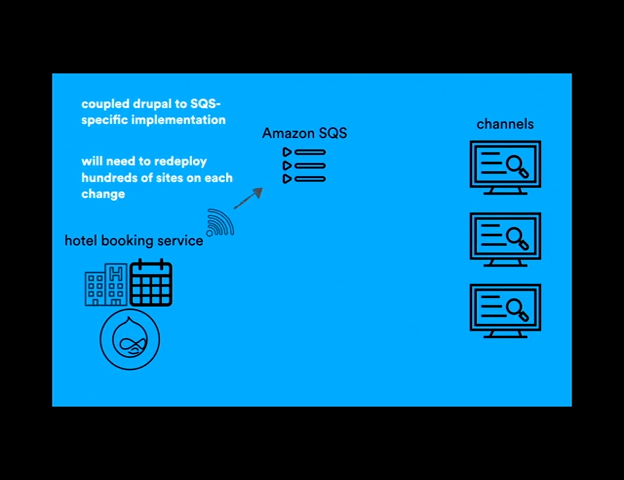 coupled drupal to SQS-
specific implementation
will need to redeploy
hundreds of sites on each
change
Amazon SQS
channels
hotel booking service
H